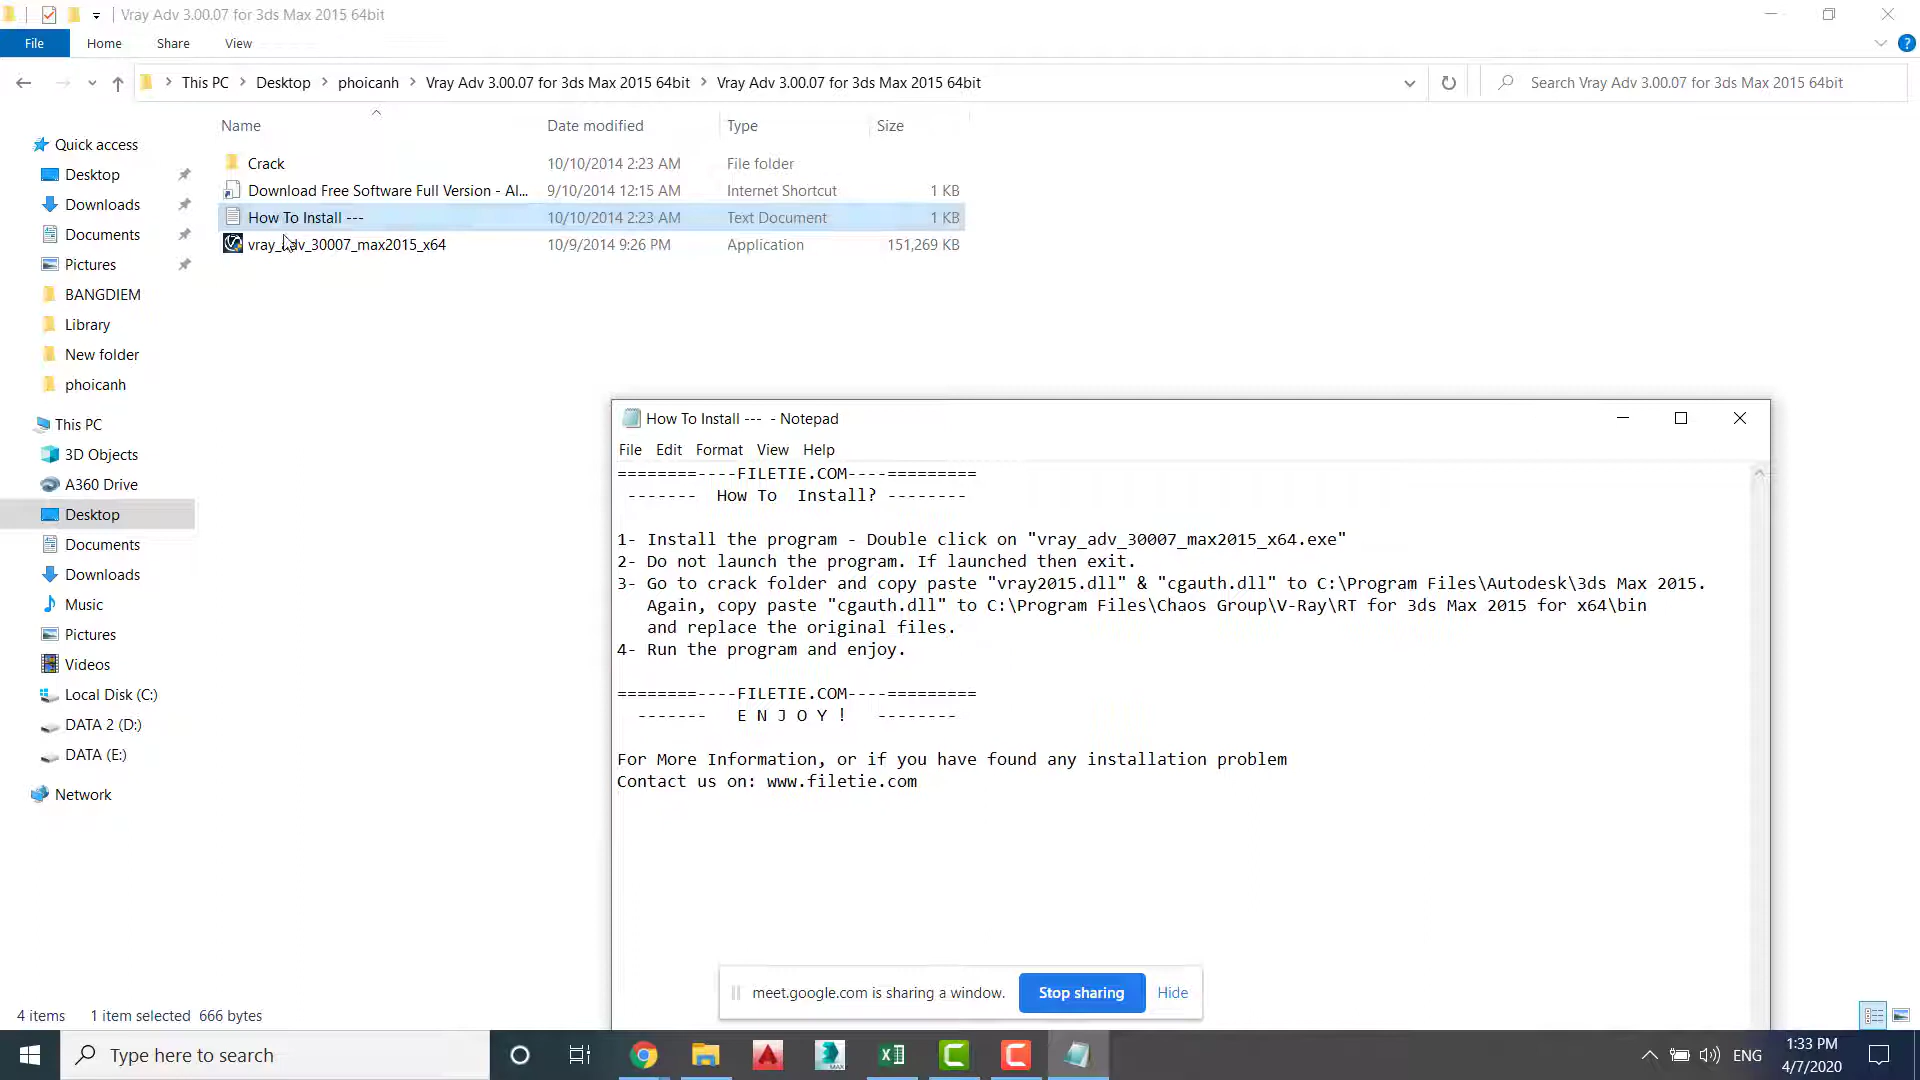 Vray Adv 3.00.07 for 3ds Max 2015 64bit
File Home Share View
This PC Desktop phoicanh Vray Adv 3.00.07 for 3ds Max 2015 64bit Vray Adv 3.00.07 for 3ds Max 2015 64bit Search Vray Adv 3.00.07 for 3ds Max 2015 64bit
Name Date modified Type Size
Crack 10/10/2014 2:23 AM File folder
Download Free Software Full Version - Al... 9/10/2014 12:15 AM Internet Shortcut 1 KB
How To Install --- 10/10/2014 2:23 AM Text Document 1 KB
vray_adv_30007_max2015_x64 10/9/2014 9:26 PM Application 151,269 KB
Quick access
Desktop
Downloads
Documents
Pictures
BANGDIEM
Library
New folder
phoicanh
This PC
3D Objects
A360 Drive
Desktop
Documents
Downloads
Music
Pictures
Videos
Local Disk (C:)
DATA 2 (D:)
DATA (E:)
Network
How To Install --- - Notepad
File Edit Format View Help
========----FILETIE.COM----=========
------- How To Install? --------
1- Install the program - Double click on "vray_adv_30007_max2015_x64.exe"
2- Do not launch the program. If launched then exit.
3- Go to crack folder and copy paste "vray2015.dll" & "cgauth.dll" to C:\Program Files\Autodesk\3ds Max 2015.
Again, copy paste "cgauth.dll" to C:\Program Files\Chaos Group\V-Ray\RT for 3ds Max 2015 for x64\bin
and replace the original files.
4- Run the program and enjoy.
========----FILETIE.COM----=========
------- E N J O Y ! --------
For More Information, or if you have found any installation problem
Contact us on: www.filetie.com
meet.google.com is sharing a window. Stop sharing Hide
4 items 1 item selected 666 bytes
Type here to search
MAX
ENG
1:33 PM
4/7/2020